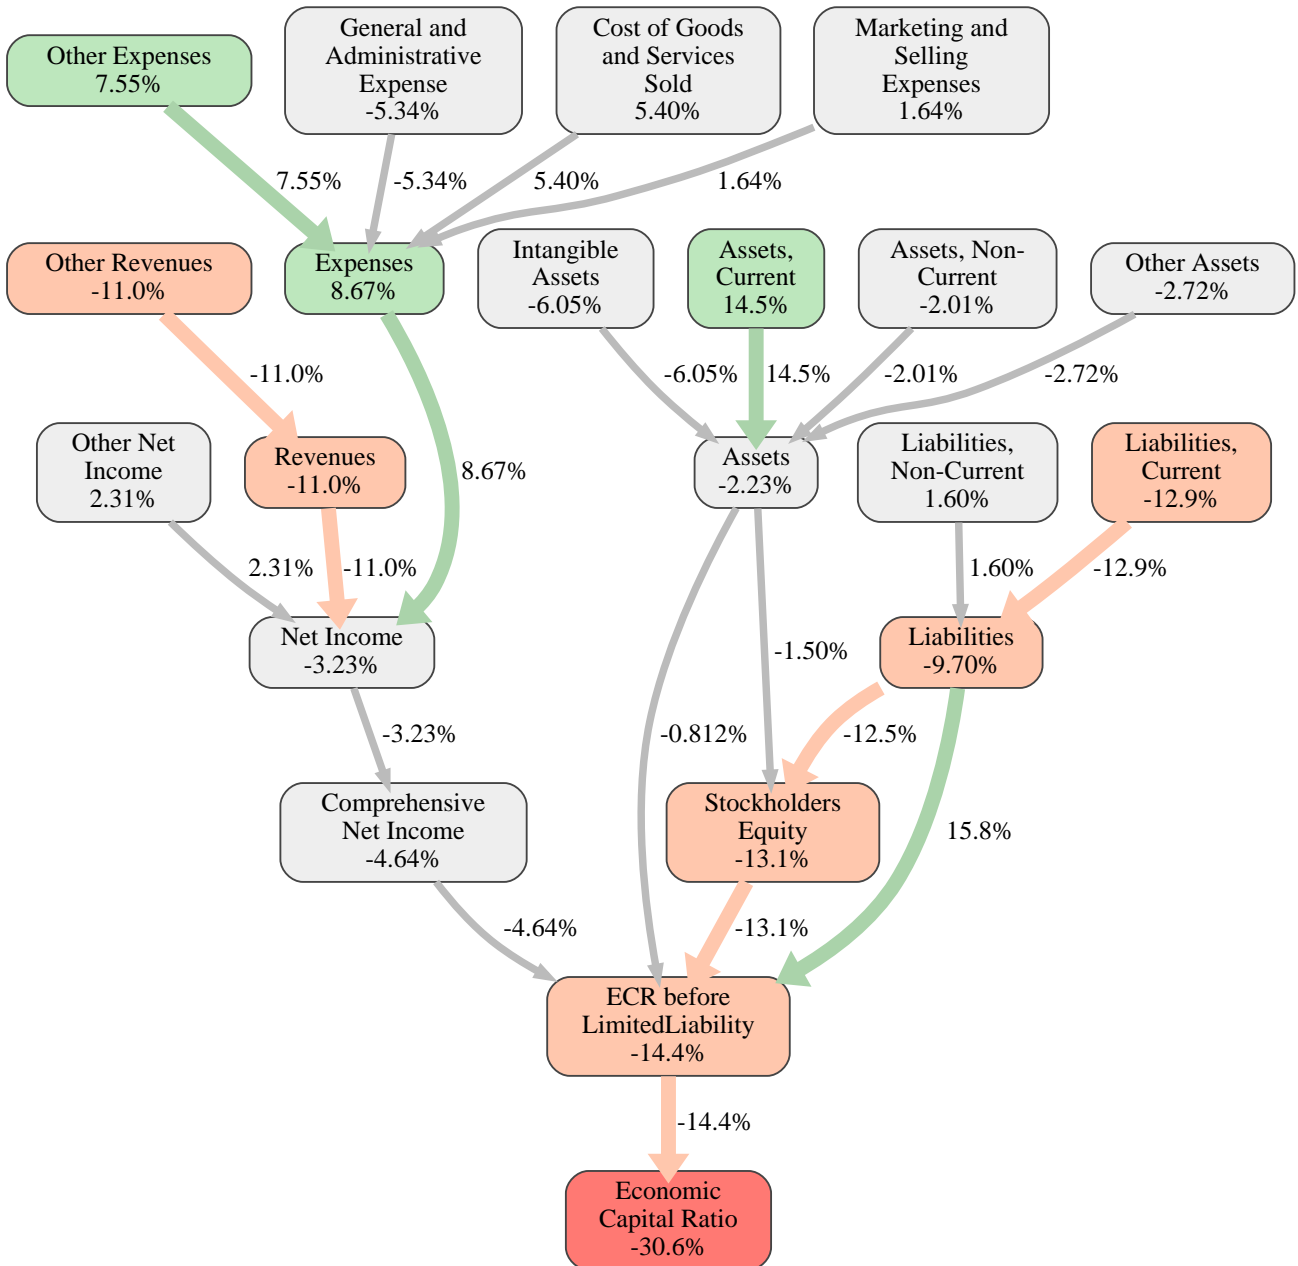 Other Expenses
7.55%
General and
Administrative
Expense
-5.34%
Cost of Goods
and Services
Sold
5.40%
Marketing and
Selling
Expenses
1.64%
7.55%
-5.34%
5.40%
1.64%
Other Revenues
-11.0%
Expenses
8.67%
Intangible
Assets
-6.05%
Assets,
Current
14.5%
Assets, Non-
Current
-2.01%
Other Assets
-2.72%
-11.0%
-6.05%
14.5%
-2.01%
-2.72%
Other Net
Income
2.31%
Revenues
-11.0%
8.67%
Assets
-2.23%
Liabilities,
Non-Current
1.60%
Liabilities,
Current
-12.9%
2.31%
-11.0%
1.60%
-12.9%
Net Income
-3.23%
-1.50%
Liabilities
-9.70%
-3.23%
-0.812%
-12.5%
Comprehensive
Net Income
-4.64%
Stockholders
Equity
-13.1%
15.8%
-4.64%
-13.1%
ECR before
LimitedLiability
-14.4%
-14.4%
Economic
Capital Ratio
-30.6%